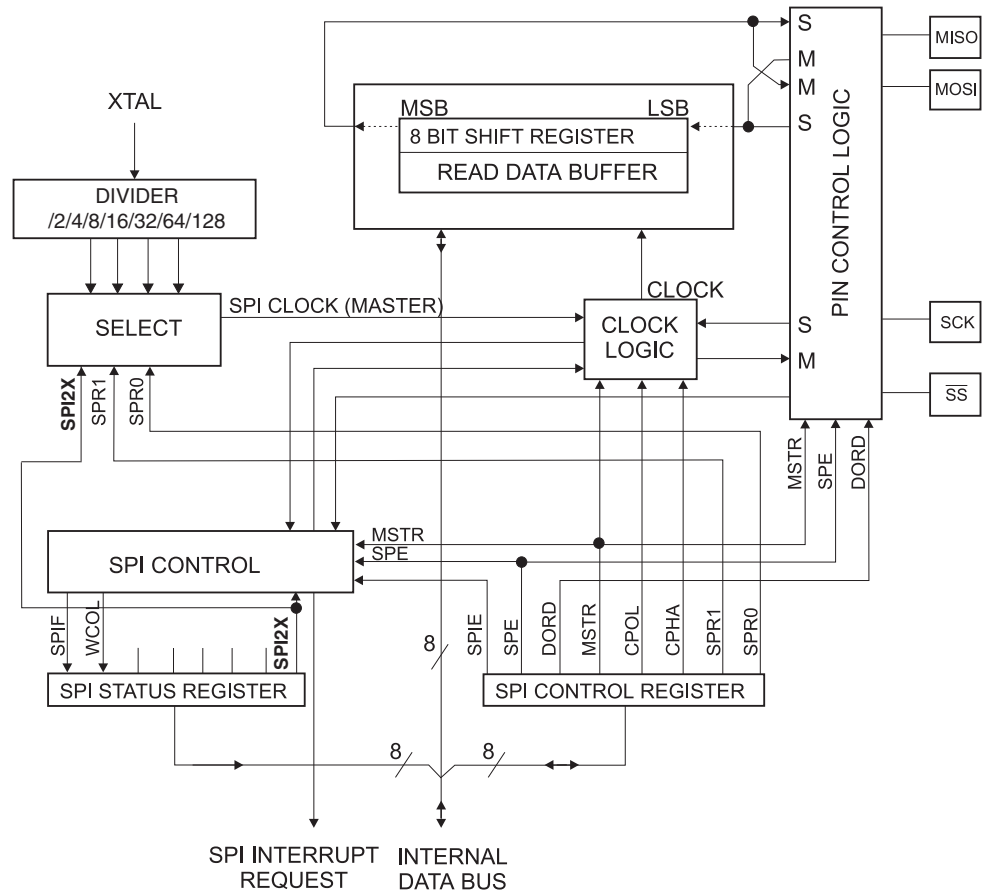 S
MISO
M
M
MOSI
S
XTAL
MSB
LSB
8 BIT SHIFT REGISTER
READ DATA BUFFER
DIVIDER
/2/4/8/16/32/64/128
PIN CONTROL LOGIC
SPI CLOCK (MASTER)
CLOCK
SELECT
CLOCK
LOGIC
S
SCK
M
SS
SPI2X
SPR1
SPR0
MSTR
SPE
DORD
MSTR
SPE
SPI CONTROL
SPIF
WCOL
SPI2X
8
SPIE
SPE
DORD
MSTR
CPOL
CPHA
SPR1
SPR0
SPI STATUS REGISTER
SPI CONTROL REGISTER
8
8
SPI INTERRUPT
REQUEST
INTERNAL
DATA BUS